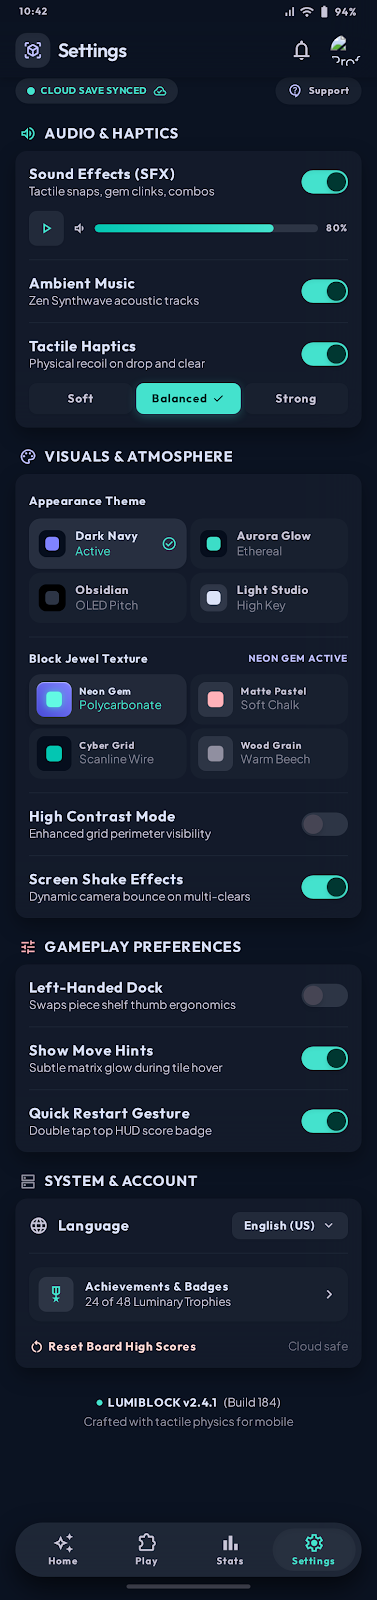 10:42
94%
Settings
CLOUD SAVE SYNCED
Support
AUDIO & HAPTICS
Sound Effects (SFX)
Tactile snaps, gem clinks, combos
80%
Ambient Music
Zen Synthwave acoustic tracks
Tactile Haptics
Physical recoil on drop and clear
Soft
Balanced
Strong
VISUALS & ATMOSPHERE
Appearance Theme
Dark Navy
Active
Aurora Glow
Ethereal
Obsidian
OLED Pitch
Light Studio
High Key
Block Jewel Texture
NEON GEM ACTIVE
Neon Gem
Polycarbonate
Matte Pastel
Soft Chalk
Cyber Grid
Scanline Wire
Wood Grain
Warm Beech
High Contrast Mode
Enhanced grid perimeter visibility
Screen Shake Effects
Dynamic camera bounce on multi-clears
GAMEPLAY PREFERENCES
Left-Handed Dock
Swaps piece shelf thumb ergonomics
Show Move Hints
Subtle matrix glow during tile hover
Quick Restart Gesture
Double tap top HUD score badge
SYSTEM & ACCOUNT
Language
English (US)
Achievements & Badges
24 of 48 Luminary Trophies
Reset Board High Scores
Cloud safe
LUMIBLOCK v2.4.1 (Build 184)
Crafted with tactile physics for mobile
Home
Play
Stats
Settings